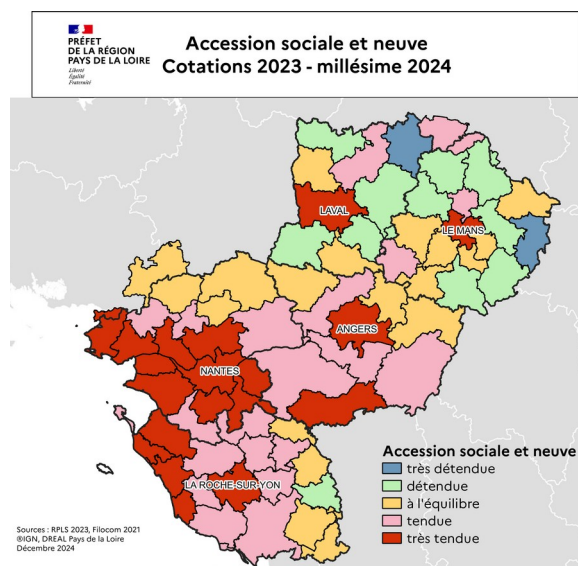 PRÉFET
DE LA RÉGION
PAYS DE LA LOIRE
Liberté
Égalité
Fraternité
Accession sociale et neuve
Cotations 2023 - millésime 2024
LAVAL
LE MANS
ANGERS
NANTES
LA ROCHE-SUR-YON
Accession sociale et neuve
très détendue
détendue
à l'équilibre
tendue
très tendue
Sources : RPLS 2023, Filocom 2021
®IGN, DREAL Pays de la Loire
Décembre 2024